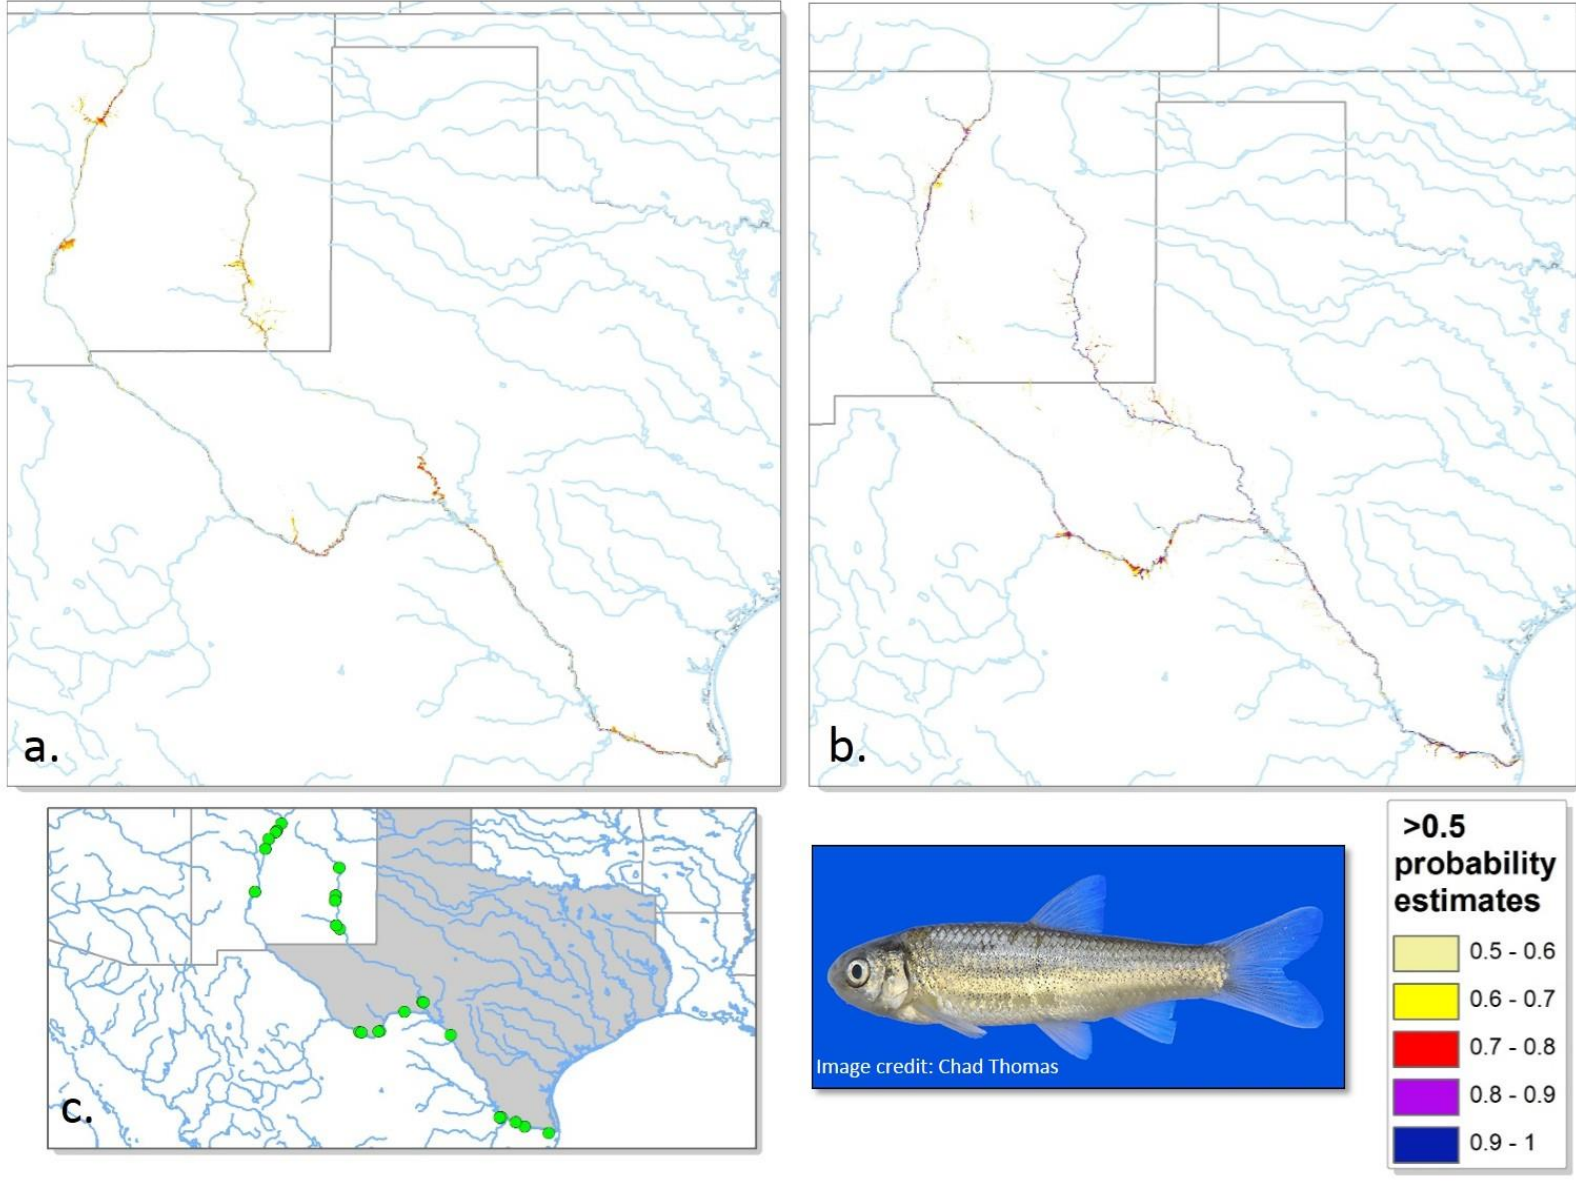 a.
b.
c.
Image credit: Chad Thomas
>0.5
probability
estimates
0.5 - 0.6
0.6 - 0.7
0.7 - 0.8
0.8 - 0.9
0.9 - 1